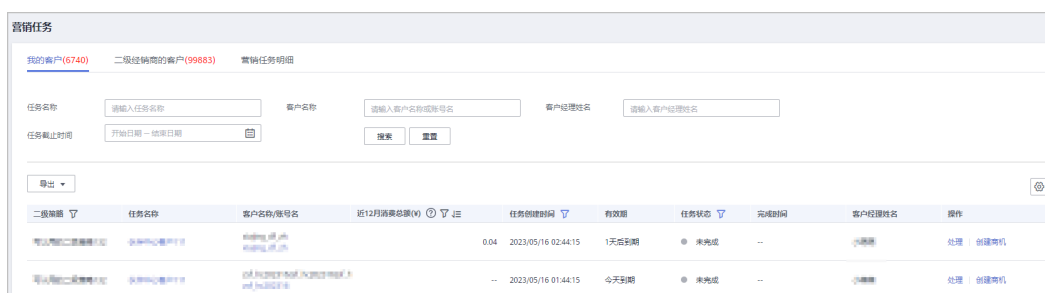 营销任务
我的客户(6740) 二级经销商的客户(99883) 营销任务明细
任务名称 请输入任务名称 客户名称 请输入客户名称或账号名 客户经理姓名 请输入客户经理姓名
任务截止时间 开始日期 – 结束日期 搜索 重置
导出
二级策略 任务名称 客户名称/账号名 近12月消费总额(¥) 任务创建时间 有效期 任务状态 完成时间 客户经理姓名 操作
0.04 2023/05/16 02:44:15 1天后到期 未完成 -- 处理 创建商机
-- 2023/05/16 01:44:15 今天到期 未完成 -- 处理 创建商机